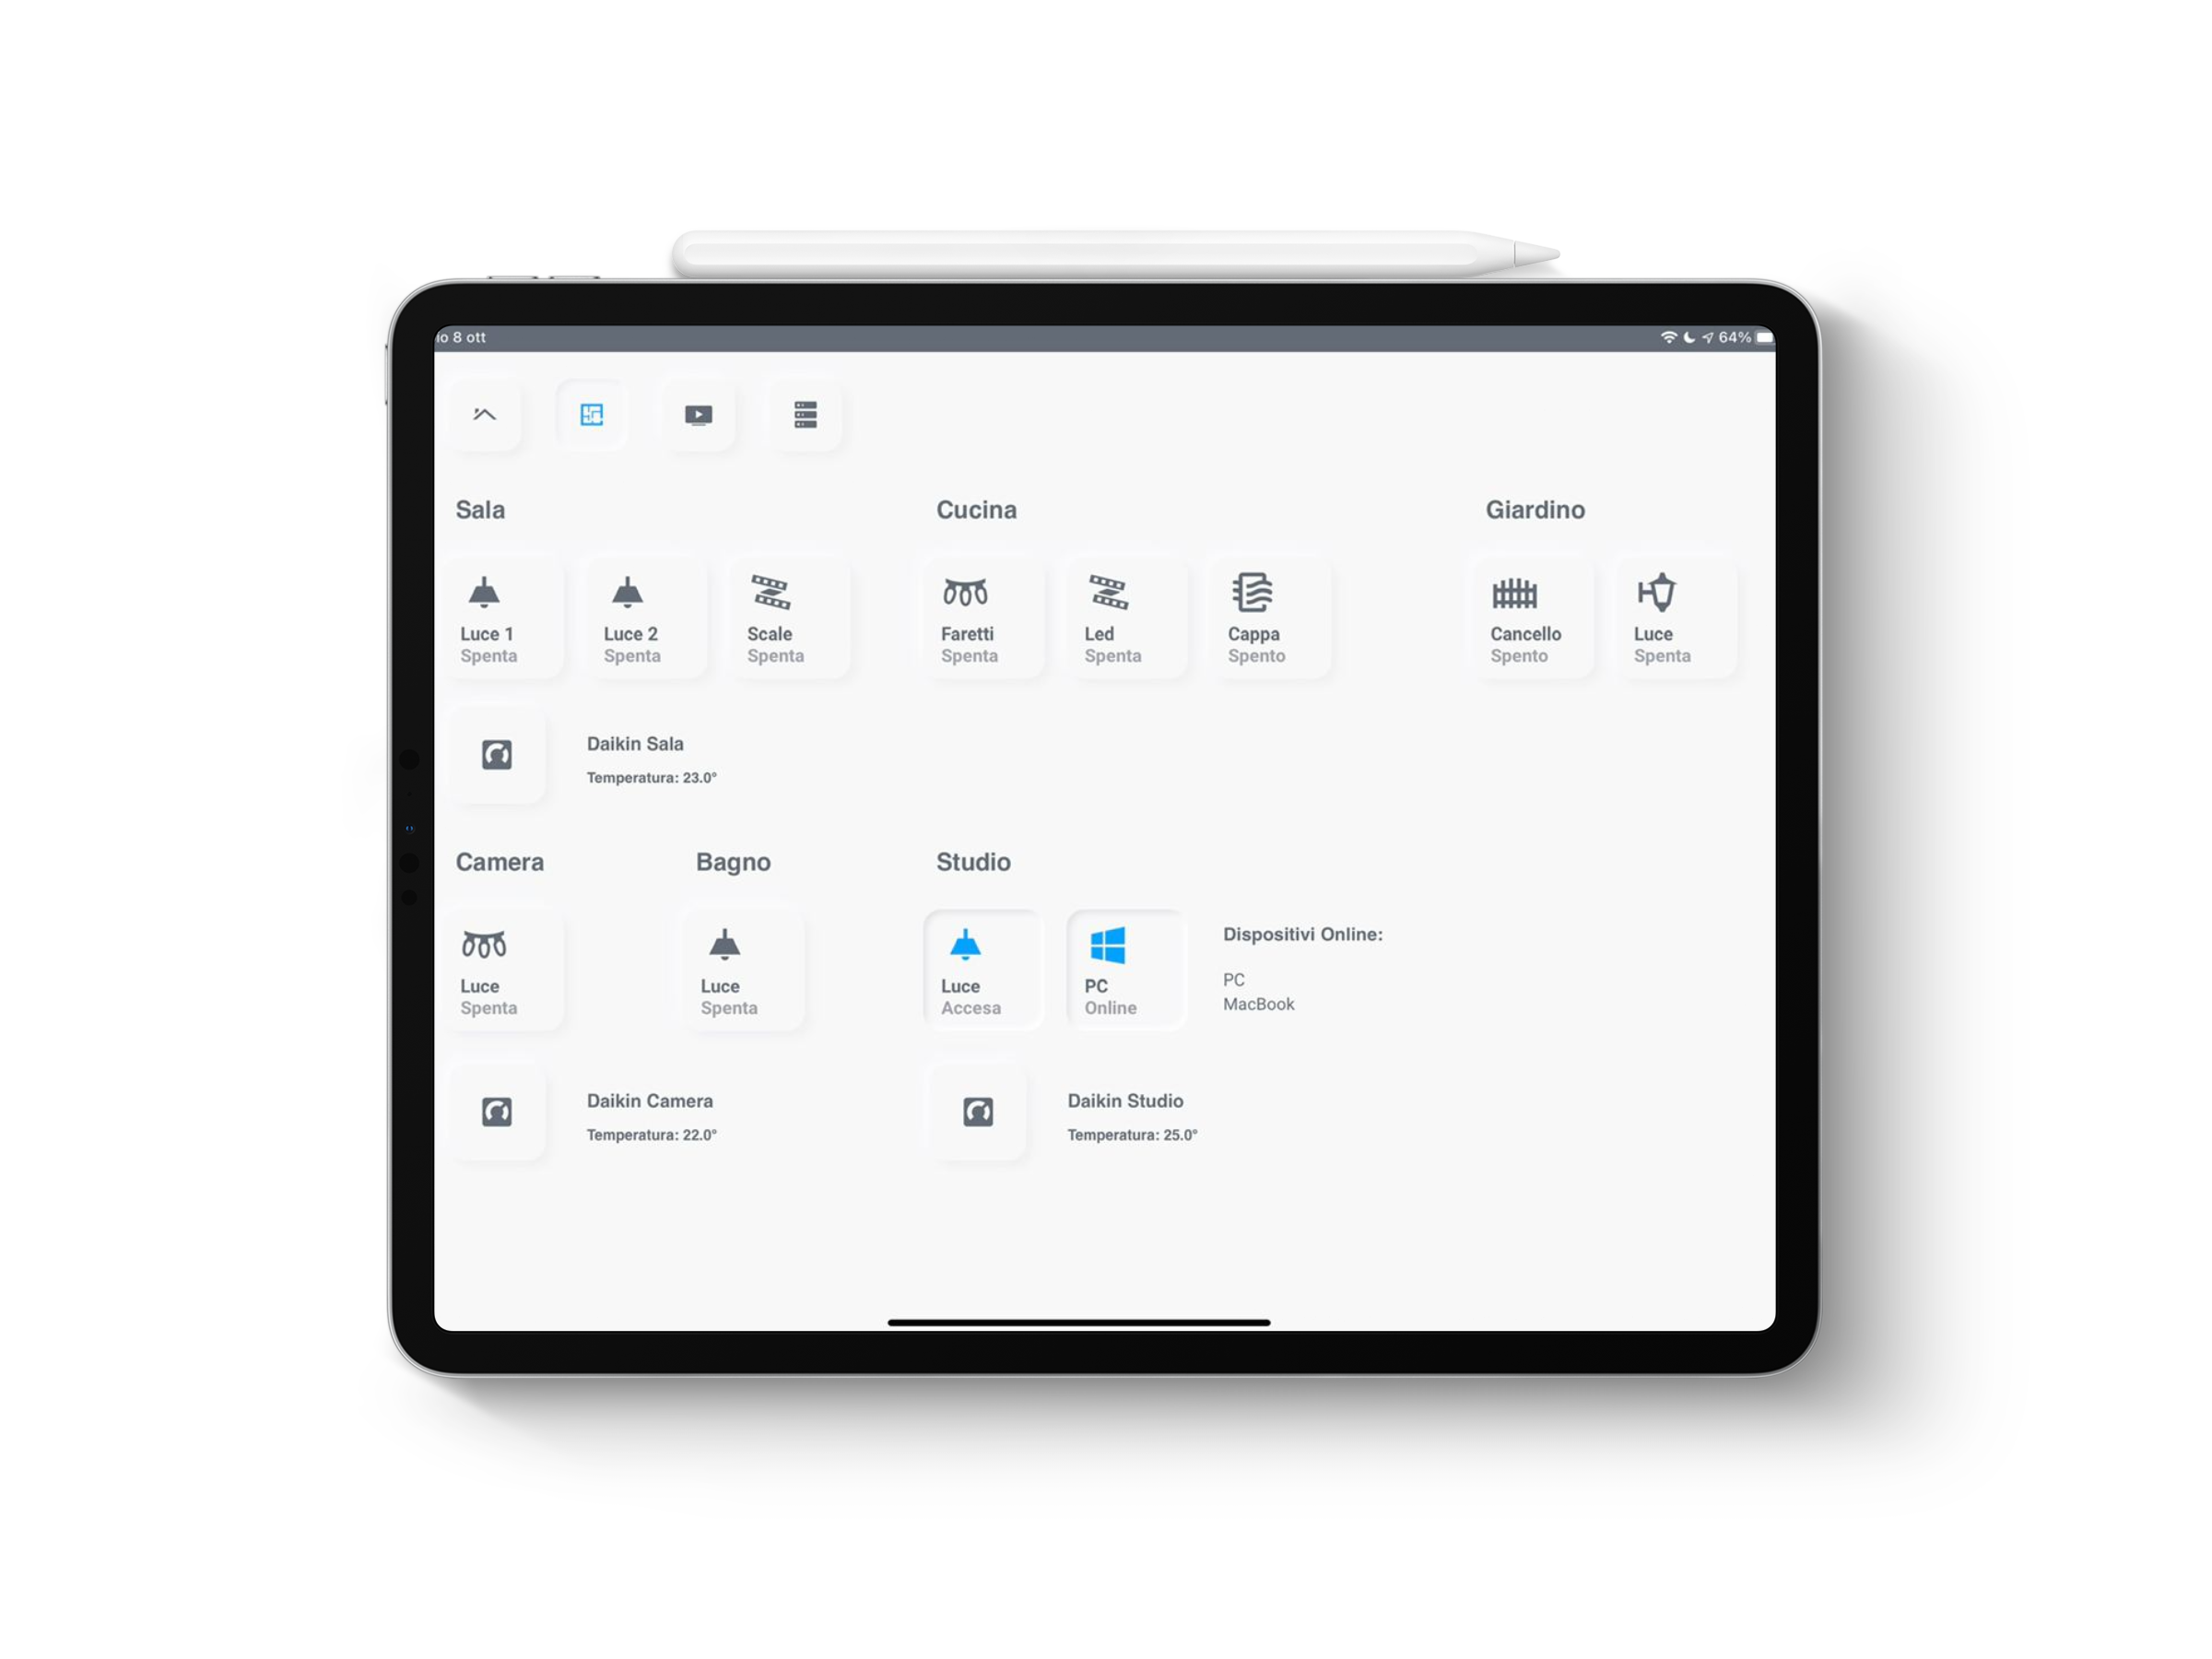 io 8 ott
64%
Sala
Cucina
Giardino
Luce 1
Spenta
Luce 2
Spenta
Scale
Spenta
Faretti
Spenta
Led
Spenta
Cappa
Spento
Cancello
Spento
Luce
Spenta
Daikin Sala
Temperatura: 23.0°
Camera
Bagno
Studio
Luce
Spenta
Luce
Spenta
Luce
Accesa
PC
Online
Dispositivi Online:
PC
MacBook
Daikin Camera
Temperatura: 22.0°
Daikin Studio
Temperatura: 25.0°